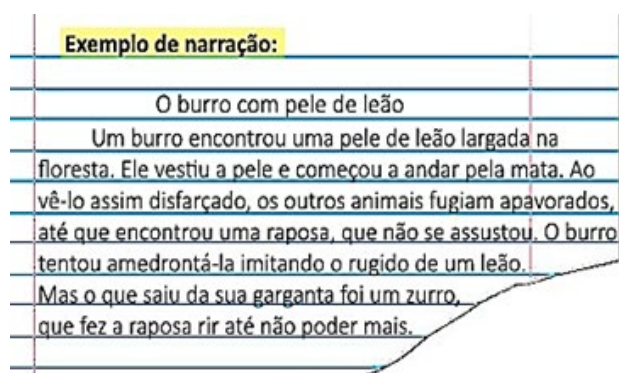 Exemplo de narração:
O burro com pele de leão
Um burro encontrou uma pele de leão largada na
floresta. Ele vestiu a pele e começou a andar pela mata. Ao
vê-lo assim disfarçado, os outros animais fugiam apavorados,
até que encontrou uma raposa, que não se assustou. O burro
tentou amedrontá-la imitando o rugido de um leão.
Mas o que saiu da sua garganta foi um zurro,
que fez a raposa rir até não poder mais.